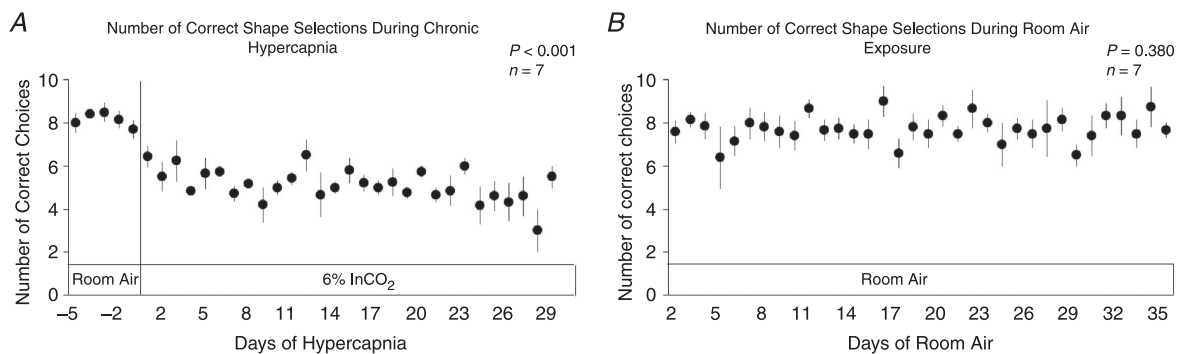 A
Number of Correct Shape Selections During Chronic
Hypercapnia
P < 0.001
n = 7
Number of Correct Choices
10
8
6
4
2
0
Room Air
6% InCO₂
–5 –2 2 5 8 11 14 17 20 23 26 29
Days of Hypercapnia
B
Number of Correct Shape Selections During Room Air
Exposure
P = 0.380
n = 7
Number of correct choices
10
8
6
4
2
0
Room Air
2 5 8 11 14 17 20 23 26 29 32 35
Days of Room Air